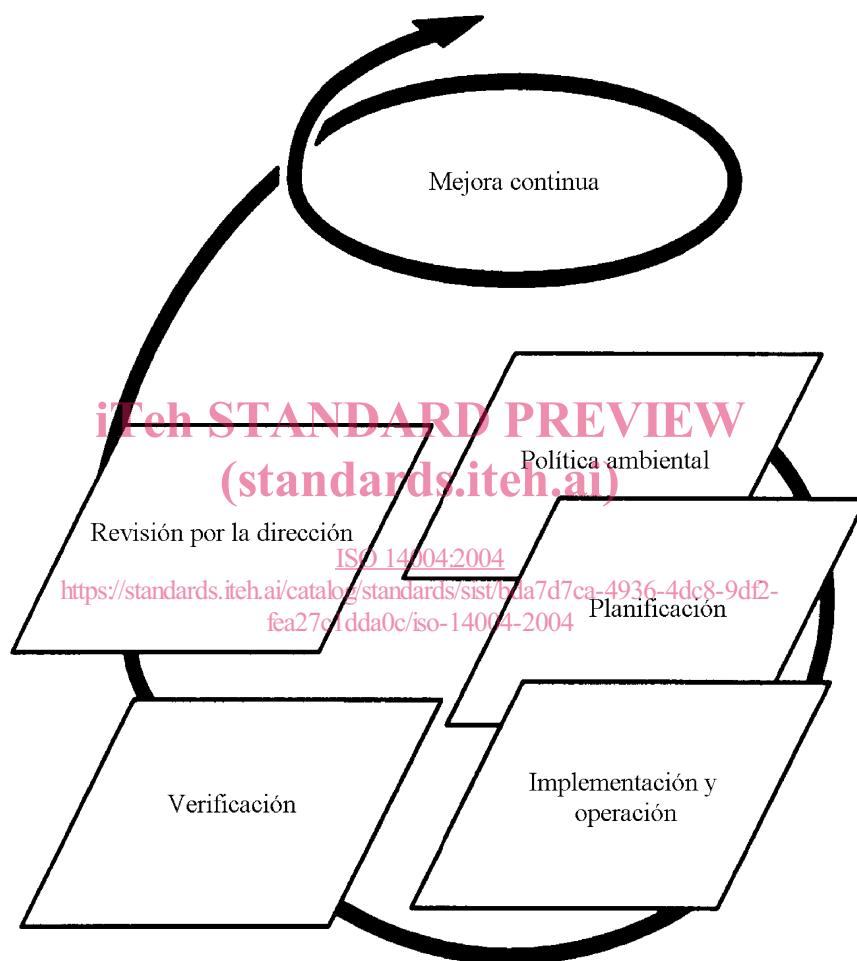 Mejora continua
iTeh STANDARD PREVIEW
(standards.iteh.ai)
Política ambiental
Revisión por la dirección
ISO 14004:2004
https://standards.iteh.ai/catalog/standards/sist/bda7d7ca-4936-4dc8-9df2-
fea27c1dda0c/iso-14004-2004
Planificación
Implementación y
operación
Verificación